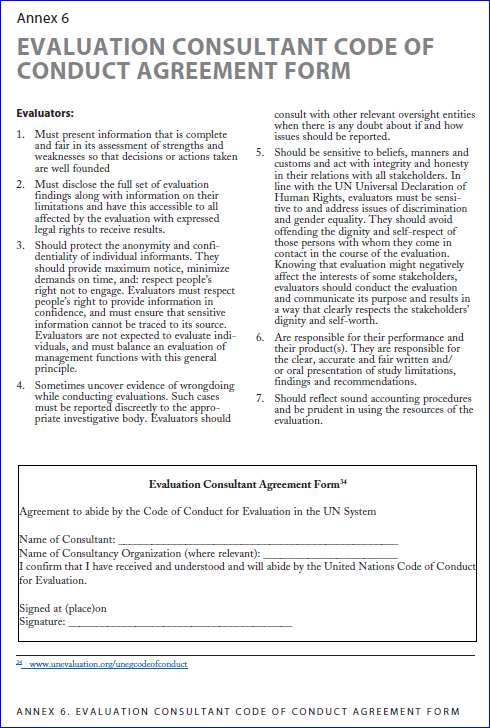 Annex 6
EVALUATION CONSULTANT CODE OF
CONDUCT AGREEMENT FORM
Evaluators:
1. Must present information that is complete
and fair in its assessment of strengths and
weaknesses so that decisions or actions taken
are well founded
2. Must disclose the full set of evaluation
findings along with information on their
limitations and have this accessible to all
affected by the evaluation with expressed
legal rights to receive results.
3. Should protect the anonymity and confi-
dentiality of individual informants. They
should provide maximum notice, minimize
demands on time, and: respect people's
right not to engage. Evaluators must respect
people's right to provide information in
confidence, and must ensure that sensitive
information cannot be traced to its source.
Evaluators are not expected to evaluate indi-
viduals, and must balance an evaluation of
management functions with this general
principle.
4. Sometimes uncover evidence of wrongdoing
while conducting evaluations. Such cases
must be reported discreetly to the appro-
priate investigative body. Evaluators should
consult with other relevant oversight entities
when there is any doubt about if and how
issues should be reported.
5. Should be sensitive to beliefs, manners and
customs and act with integrity and honesty
in their relations with all stakeholders. In
line with the UN Universal Declaration of
Human Rights, evaluators must be sensi-
tive to and address issues of discrimination
and gender equality. They should avoid
offending the dignity and self-respect of
those persons with whom they come in
contact in the course of the evaluation.
Knowing that evaluation might negatively
affect the interests of some stakeholders,
evaluators should conduct the evaluation
and communicate its purpose and results in
a way that clearly respects the stakeholders'
dignity and self-worth.
6. Are responsible for their performance and
their product(s). They are responsible for
the clear, accurate and fair written and/
or oral presentation of study limitations,
findings and recommendations.
7. Should reflect sound accounting procedures
and be prudent in using the resources of the
evaluation.
Evaluation Consultant Agreement Form34
Agreement to abide by the Code of Conduct for Evaluation in the UN System
Name of Consultant: ______________________________
Name of Consultancy Organization (where relevant): ______________________
I confirm that I have received and understood and will abide by the United Nations Code of Conduct
for Evaluation.
Signed at (place)on
Signature: ______________________________
34 www.unevaluation.org/unegcodeofconduct
ANNEX 6. EVALUATION CONSULTANT CODE OF CONDUCT AGREEMENT FORM